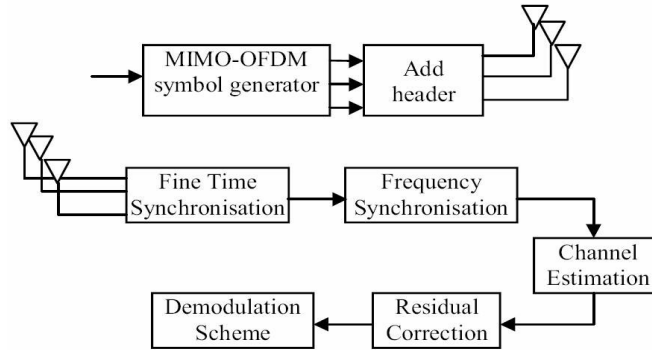 MIMO-OFDM
symbol generator
Add
header
Fine Time
Synchronisation
Frequency
Synchronisation
Channel
Estimation
Demodulation
Scheme
Residual
Correction